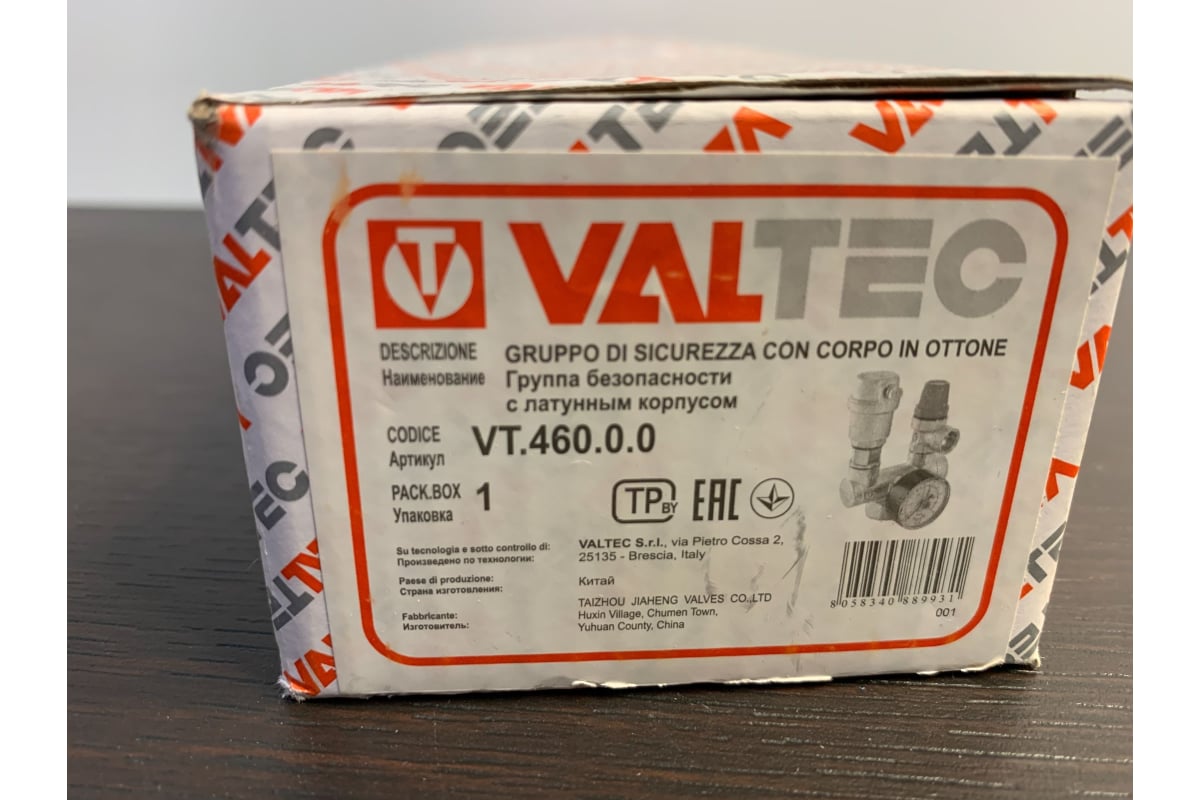 VALTEC
DESCRIZIONE GRUPPO DI SICUREZZA CON CORPO IN OTTONE
Наименование Группа безопасности
с латунным корпусом
CODICE VT.460.0.0
Артикул
PACK.BOX 1
Упаковка
TP BY EAC
Su tecnologia e sotto controllo di: VALTEC S.r.l., via Pietro Cossa 2,
Произведено по технологии: 25135 - Brescia, Italy
Paese di produzione: Китай
Страна изготовления:
Fabbricante: TAIZHOU JIAHENG VALVES CO.,LTD
Изготовитель: Huxin Village, Chumen Town,
Yuhuan County, China
8 058340 889931
001